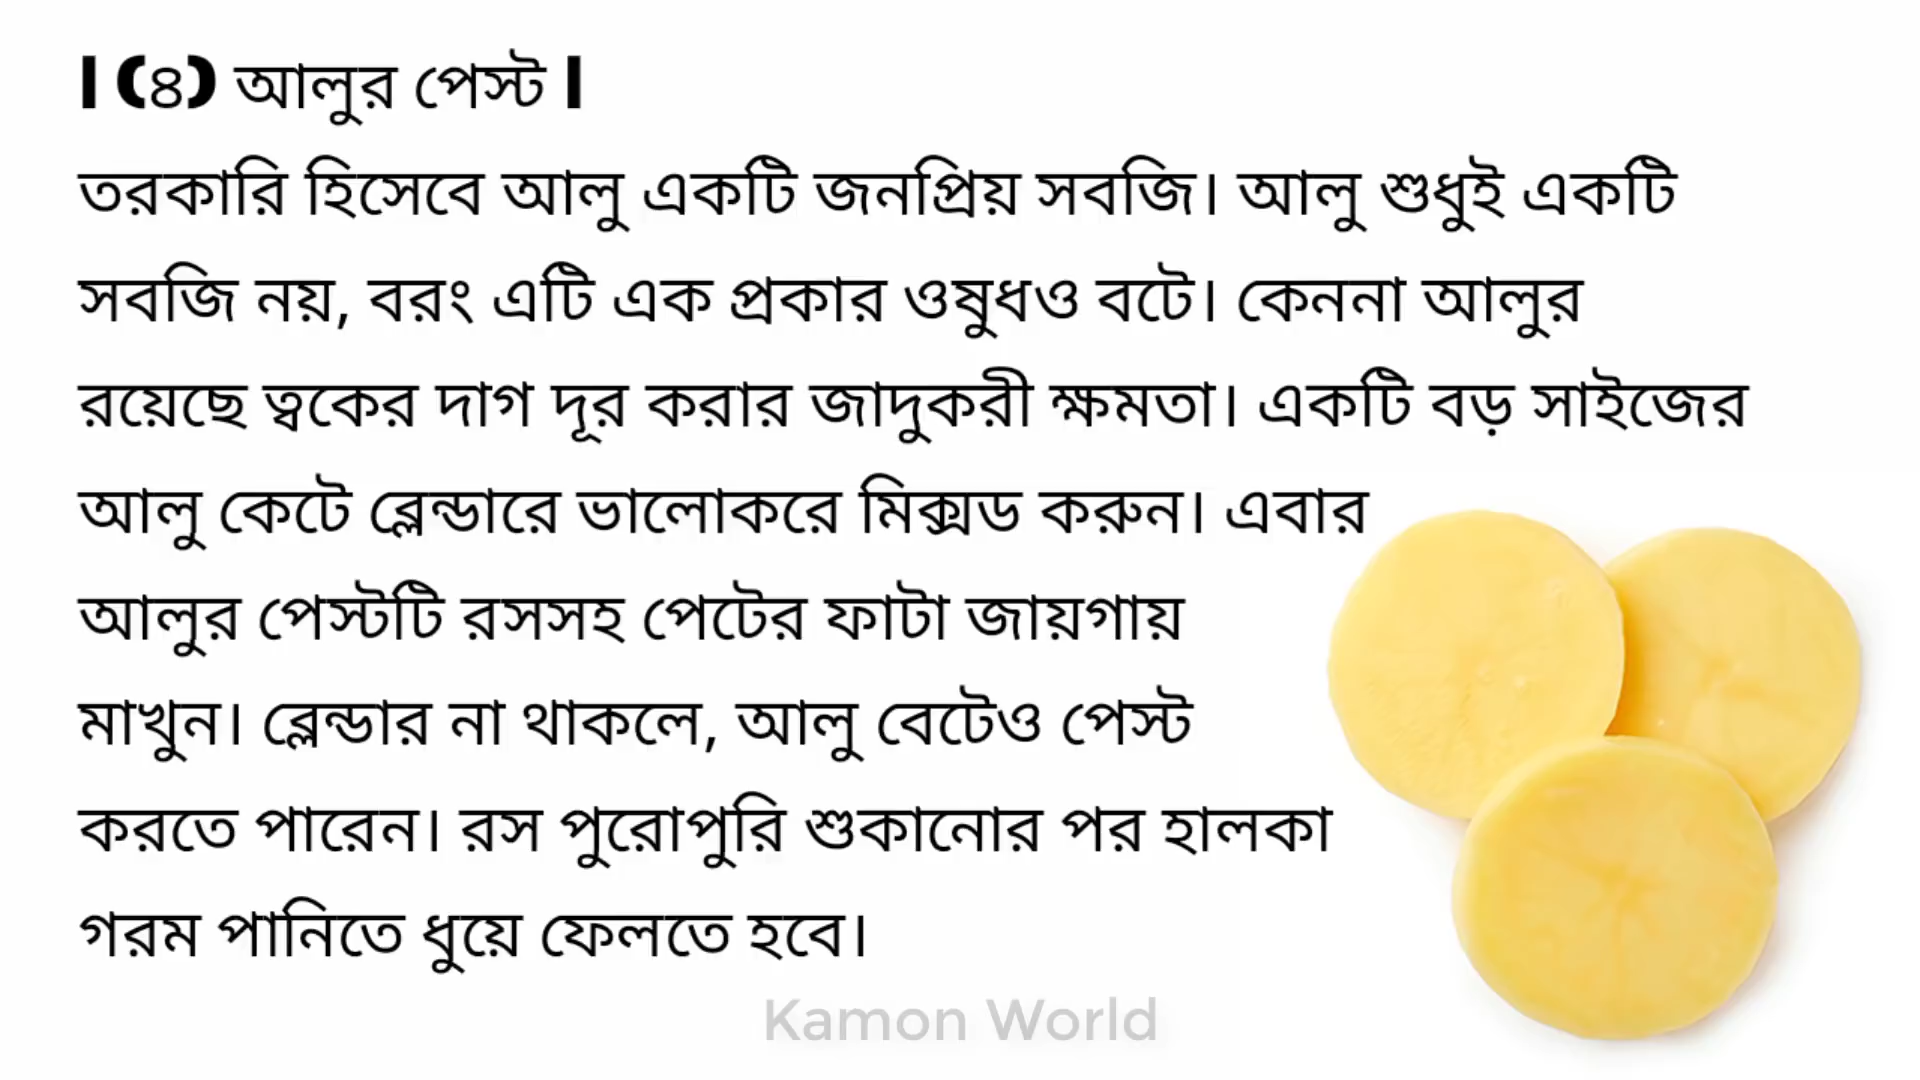 | (৪) আলুর পেস্ট |
তরকারি হিসেবে আলু একটি জনপ্রিয় সবজি। আলু শুধুই একটি
সবজি নয়, বরং এটি এক প্রকার ওষুধও বটে। কেননা আলুর
রয়েছে ত্বকের দাগ দূর করার জাদুকরী ক্ষমতা। একটি বড় সাইজের
আলু কেটে ব্লেন্ডারে ভালোকরে মিক্সড করুন। এবার
আলুর পেস্টটি রসসহ পেটের ফাটা জায়গায়
মাখুন। ব্লেন্ডার না থাকলে, আলু বেটেও পেস্ট
করতে পারেন। রস পুরোপুরি শুকানোর পর হালকা
গরম পানিতে ধুয়ে ফেলতে হবে।
Kamon World